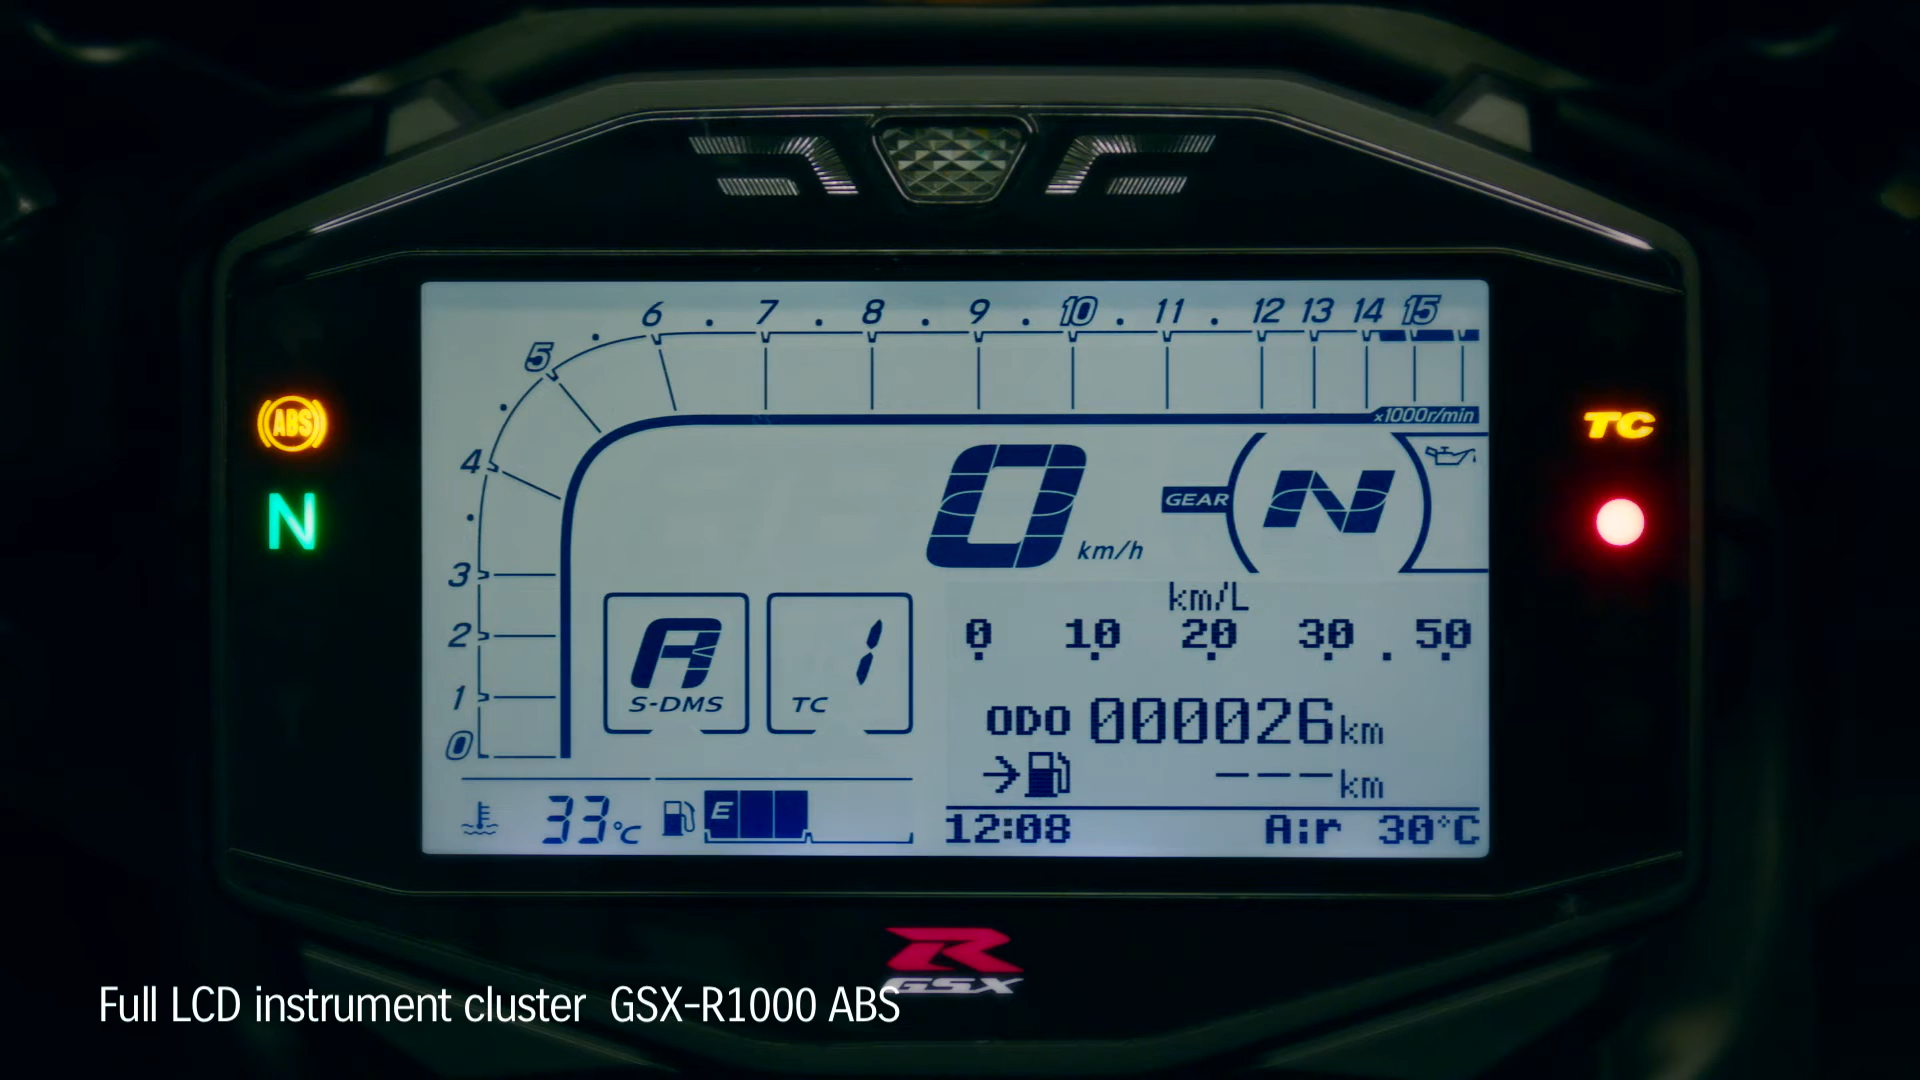 6 . 7 . 8 . 9 . 10 . 11 . 12 13 14 15
5
4
3
2
1
0
x1000r/min
ABS
TC
N
0 km/h
GEAR N
km/L
0 10 20 30 . 50
A
S-DMS
1
TC
ODO 000026km
---km
33°C
E
12:08 Air 30°C
R
GSX
Full LCD instrument cluster GSX-R1000 ABS